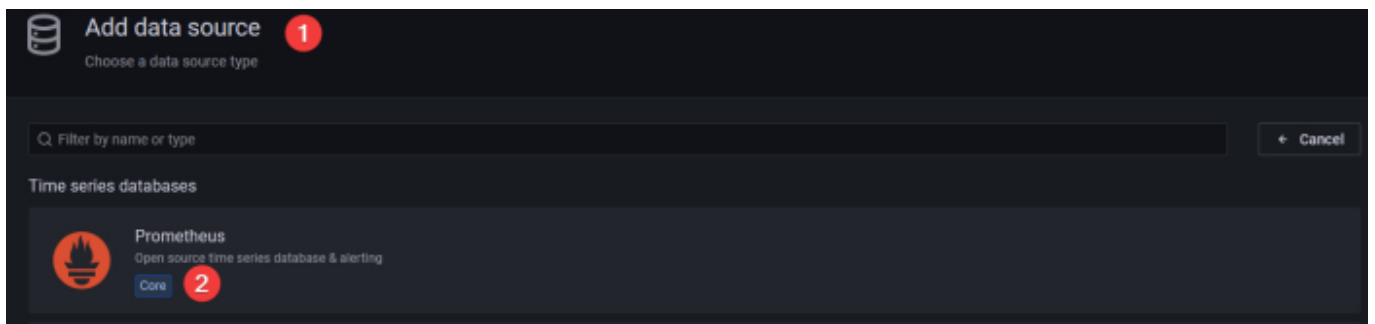 Add data source 1
Choose a data source type
Filter by name or type
← Cancel
Time series databases
Prometheus
Open source time series database & alerting
Core 2